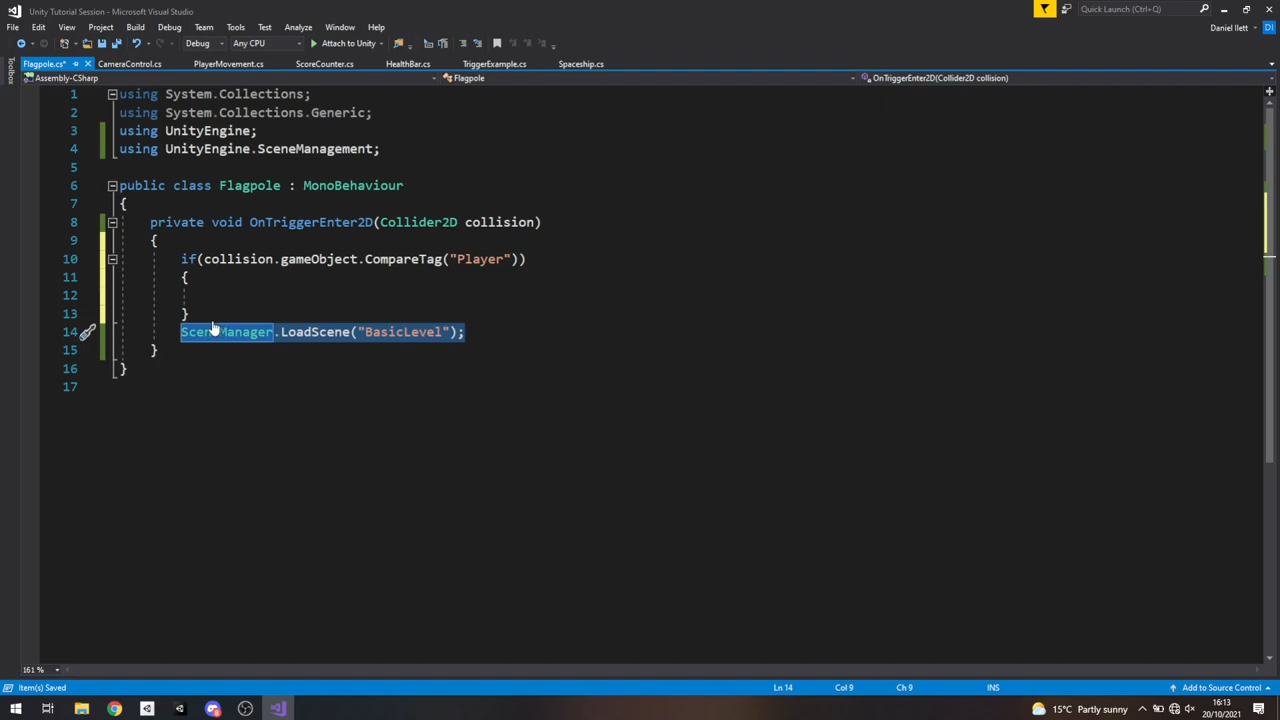 Unity Tutorial Session - Microsoft Visual Studio
Quick Launch (Ctrl+Q)
File Edit View Project Build Debug Team Tools Test Analyze Window Help
Daniel Ilett
DI
Debug Any CPU Attach to Unity
Toolbox
Flagpole.cs* CameraControl.cs PlayerMovement.cs ScoreCounter.cs HealthBar.cs TriggerExample.cs Spaceship.cs
Assembly-CSharp Flagpole OnTriggerEnter2D(Collider2D collision)
1 using System.Collections;
2 using System.Collections.Generic;
3 using UnityEngine;
4 using UnityEngine.SceneManagement;
5
6 public class Flagpole : MonoBehaviour
7 {
8 private void OnTriggerEnter2D(Collider2D collision)
9 {
10 if(collision.gameObject.CompareTag("Player"))
11 {
12
13 }
14 SceneManager.LoadScene("BasicLevel");
15 }
16 }
17
161 %
Item(s) Saved Ln 14 Col 9 Ch 9 INS Add to Source Control
15°C Partly sunny
16:13
20/10/2021